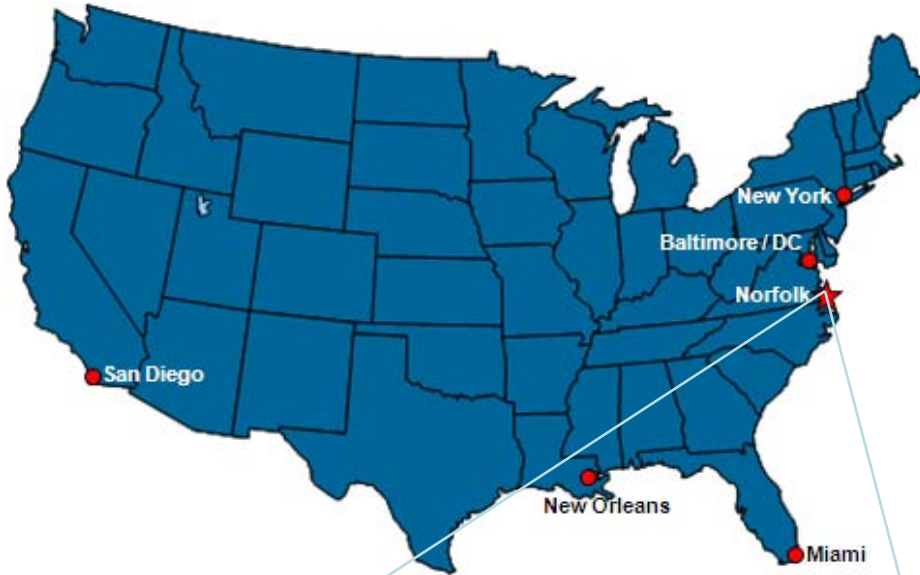 New York
Baltimore / DC
Norfolk
San Diego
New Orleans
Miami